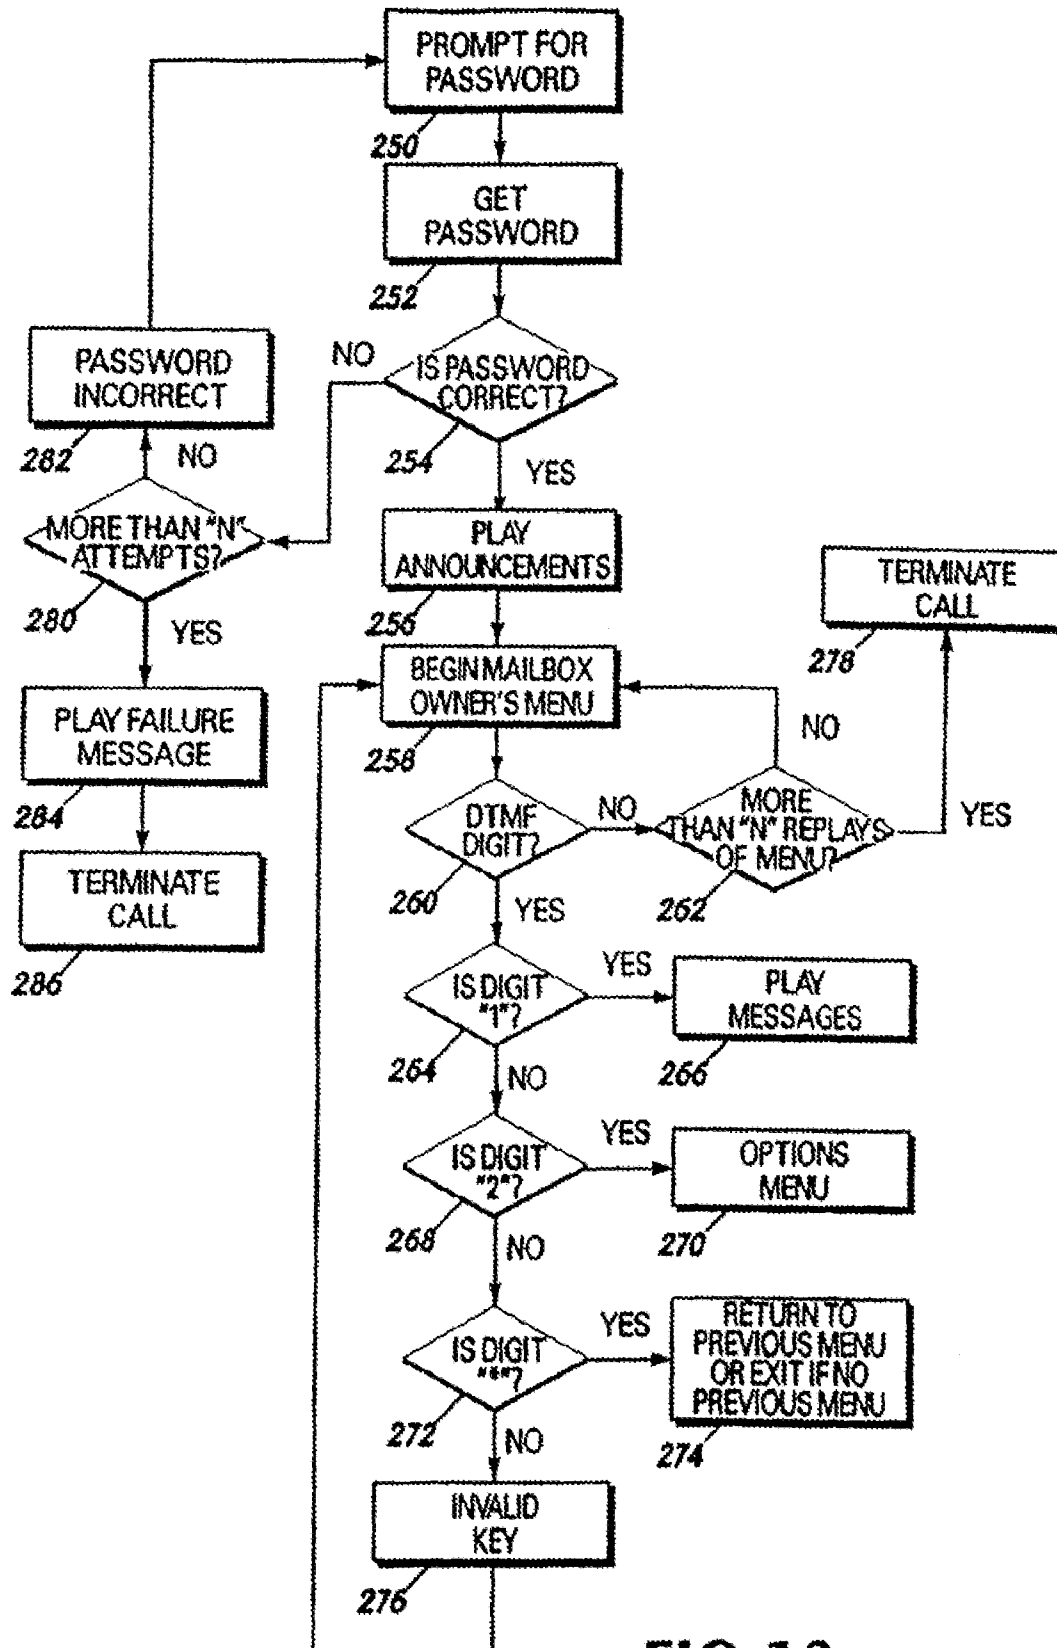 PROMPT FOR
PASSWORD
250
GET
PASSWORD
252
IS PASSWORD
CORRECT?
254
NO
YES
PASSWORD
INCORRECT
282
NO
MORE THAN "N"
ATTEMPTS?
280
YES
PLAY FAILURE
MESSAGE
284
TERMINATE
CALL
286
PLAY
ANNOUNCEMENTS
256
BEGIN MAILBOX
OWNER'S MENU
258
TERMINATE
CALL
278
NO
DTMF
DIGIT?
260
NO
MORE
THAN "N" REPLAYS
OF MENU?
262
YES
YES
IS DIGIT
"1"?
264
YES
PLAY
MESSAGES
266
NO
IS DIGIT
"2"?
268
YES
OPTIONS
MENU
270
NO
IS DIGIT
"*"?
272
YES
RETURN TO
PREVIOUS MENU
OR EXIT IF NO
PREVIOUS MENU
274
NO
INVALID
KEY
276